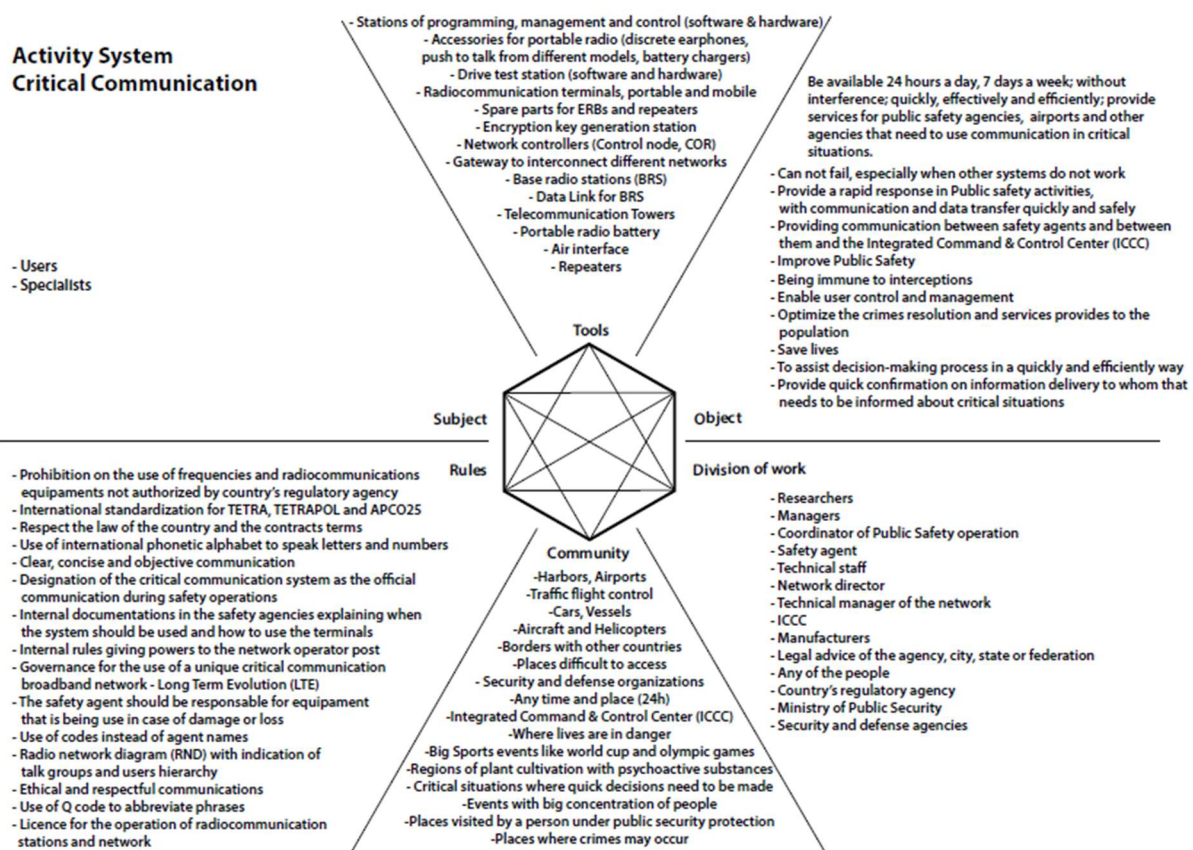 Activity System
Critical Communication
- Stations of programming, management and control (software & hardware)
- Accessories for portable radio (discrete earphones,
push to talk from different models, battery chargers)
- Drive test station (software and hardware)
- Radiocommunication terminals, portable and mobile
- Spare parts for ERBs and repeaters
- Encryption key generation station
- Network controllers (Control node, COR)
- Gateway to interconnect different networks
- Base radio stations (BRS)
- Data Link for BRS
- Telecommunication Towers
- Portable radio battery
- Air interface
- Repeaters
Tools
- Users
- Specialists
Subject
Be available 24 hours a day, 7 days a week; without
interference; quickly, effectively and efficiently; provide
services for public safety agencies, airports and other
agencies that need to use communication in critical
situations.
- Can not fail, especially when other systems do not work
- Provide a rapid response in Public safety activities,
with communication and data transfer quickly and safely
- Providing communication between safety agents and between
them and the Integrated Command & Control Center (ICCC)
- Improve Public Safety
- Being immune to interceptions
- Enable user control and management
- Optimize the crimes resolution and services provides to the
population
- Save lives
- To assist decision-making process in a quickly and efficiently way
- Provide quick confirmation on information delivery to whom that
needs to be informed about critical situations
Object
Rules
- Prohibition on the use of frequencies and radiocommunications
equipaments not authorized by country's regulatory agency
- International standardization for TETRA, TETRAPOL and APCO25
- Respect the law of the country and the contracts terms
- Use of international phonetic alphabet to speak letters and numbers
- Clear, concise and objective communication
- Designation of the critical communication system as the official
communication during safety operations
- Internal documentations in the safety agencies explaining when
the system should be used and how to use the terminals
- Internal rules giving powers to the network operator post
- Governance for the use of a unique critical communication
broadband network - Long Term Evolution (LTE)
- The safety agent should be responsible for equipament
that is being use in case of damage or loss
- Use of codes instead of agent names
- Radio network diagram (RND) with indication of
talk groups and users hierarchy
- Ethical and respectful communications
- Use of Q code to abbreviate phrases
- Licence for the operation of radiocommunication
stations and network
Community
-Harbors, Airports
-Traffic flight control
-Cars, Vessels
-Aircraft and Helicopters
-Borders with other countries
-Places difficult to access
- Security and defense organizations
-Any time and place (24h)
-Integrated Command & Control Center (ICCC)
-Where lives are in danger
-Big Sports events like world cup and olympic games
-Regions of plant cultivation with psychoactive substances
- Critical situations where quick decisions need to be made
-Events with big concentration of people
-Places visited by a person under public security protection
-Places where crimes may occur
Division of work
- Researchers
- Managers
- Coordinator of Public Safety operation
- Safety agent
- Technical staff
- Network director
- Technical manager of the network
- ICCC
- Manufacturers
- Legal advice of the agency, city, state or federation
- Any of the people
- Country's regulatory agency
- Ministry of Public Security
- Security and defense agencies